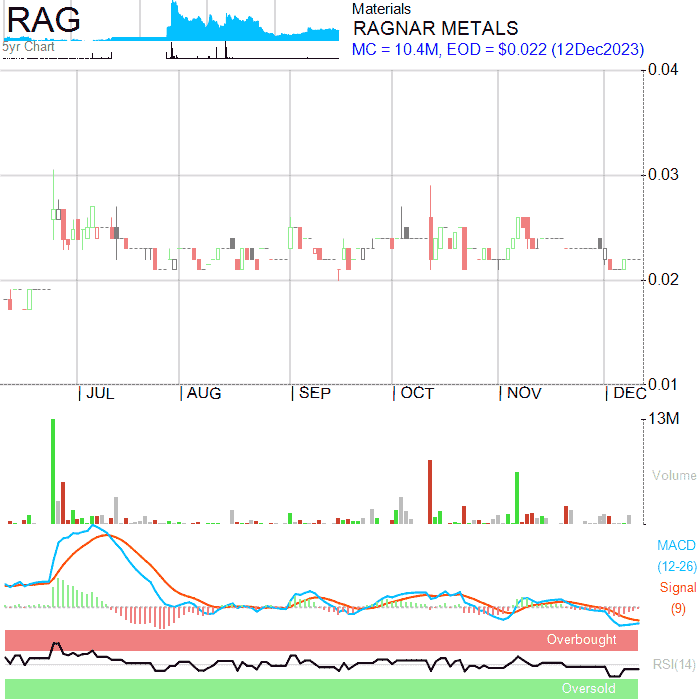 RAG
5yr Chart
Materials
RAGNAR METALS
MC = 10.4M, EOD = $0.022 (12Dec2023)
0.04
0.03
0.02
0.01
JUL AUG SEP OCT NOV DEC
13M
Volume
MACD
(12-26)
Signal
(9)
Overbought
RSI(14)
Oversold